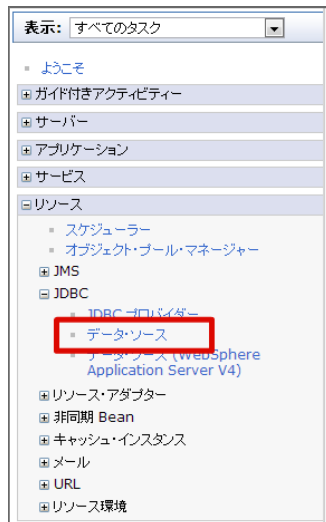 表示: すべてのタスク
ようこそ
ガイド付きアクティビティー
サーバー
アプリケーション
サービス
リソース
スケジューラー
オブジェクト・プール・マネージャー
JMS
JDBC
JDBC プロバイダー
データ・ソース
データ・ソース (WebSphere
Application Server V4)
リソース・アダプター
非同期 Bean
キャッシュ・インスタンス
メール
URL
リソース環境